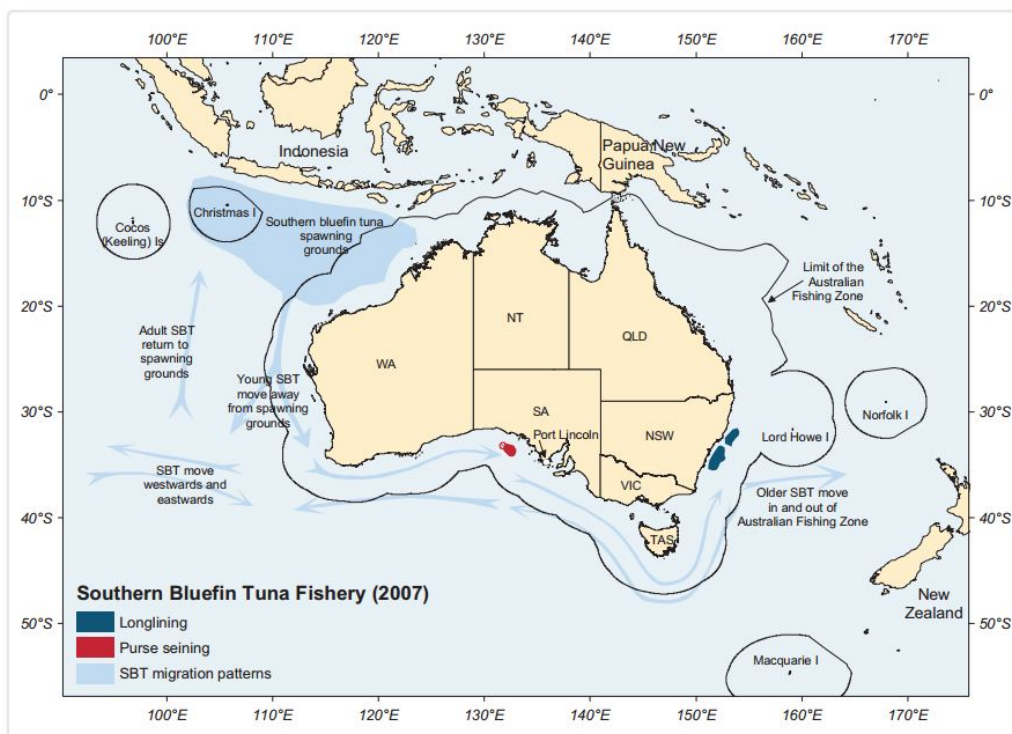 100°E 110°E 120°E 130°E 140°E 150°E 160°E 170°E
0° 0°
Indonesia
Papua New
Guinea
10°S 10°S
Cocos
(Keeling) Is
Christmas I
Southern bluefin tuna
spawning
grounds
Limit of the
Australian
Fishing Zone
20°S 20°S
Adult SBT
return to
spawning
grounds
NT
QLD
WA
Young SBT
move away
from spawning
grounds
SA
Port Lincoln
NSW
Lord Howe I
Norfolk I
30°S 30°S
SBT move
westwards and
eastwards
VIC
Older SBT move
in and out of
Australian Fishing Zone
40°S 40°S
TAS
New
Zealand
Southern Bluefin Tuna Fishery (2007)
Longlining
Purse seining
SBT migration patterns
50°S 50°S
Macquarie I
100°E 110°E 120°E 130°E 140°E 150°E 160°E 170°E